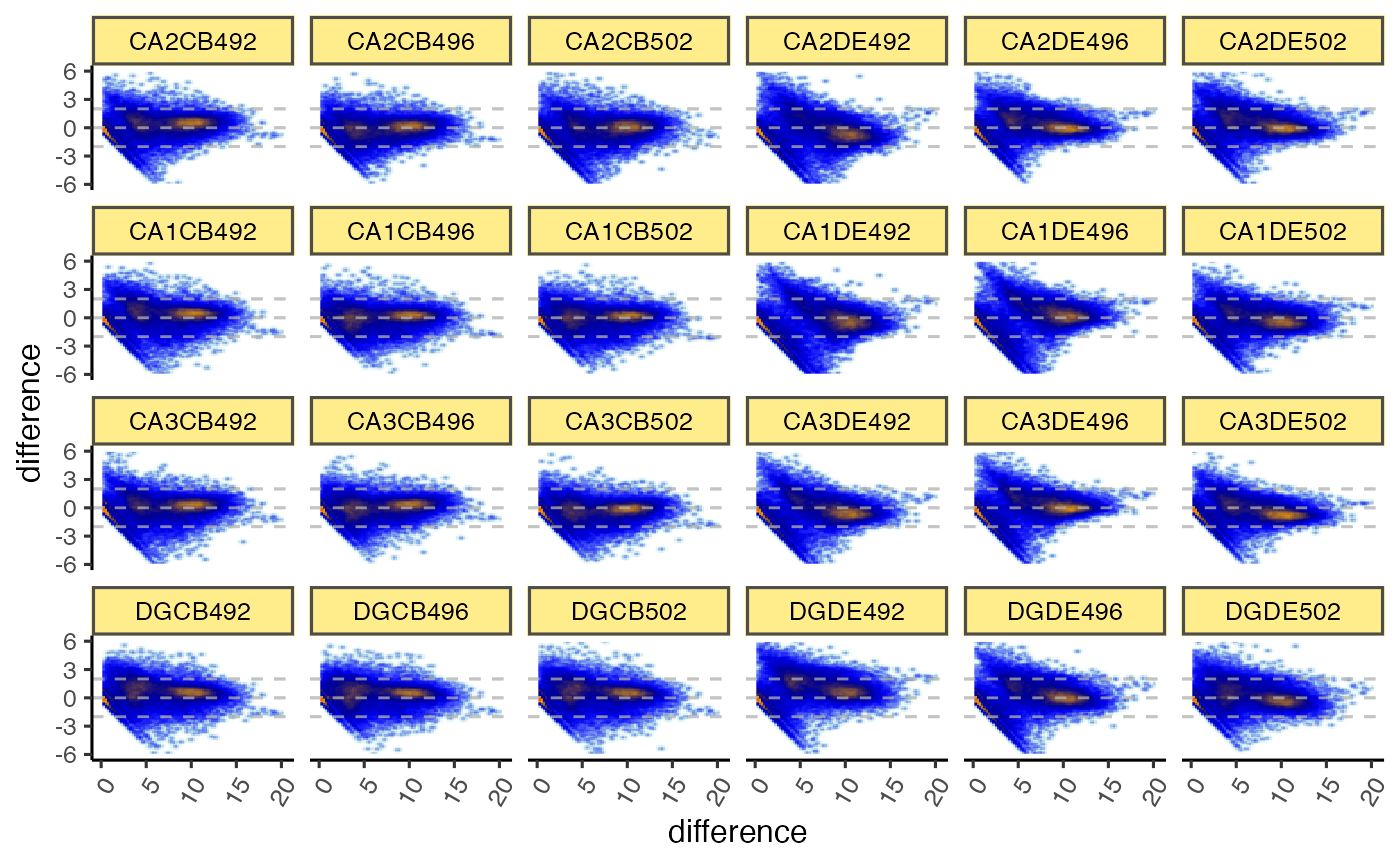 CA2CB492 CA2CB496 CA2CB502 CA2DE492 CA2DE496 CA2DE502
6
3
0
-3
-6
CA1CB492 CA1CB496 CA1CB502 CA1DE492 CA1DE496 CA1DE502
6
3
0
-3
-6
difference
CA3CB492 CA3CB496 CA3CB502 CA3DE492 CA3DE496 CA3DE502
6
3
0
-3
-6
DGCB492 DGCB496 DGCB502 DGDE492 DGDE496 DGDE502
6
3
0
-3
-6
0 5 10 15 20 0 5 10 15 20 0 5 10 15 20 0 5 10 15 20 0 5 10 15 20 0 5 10 15 20
difference